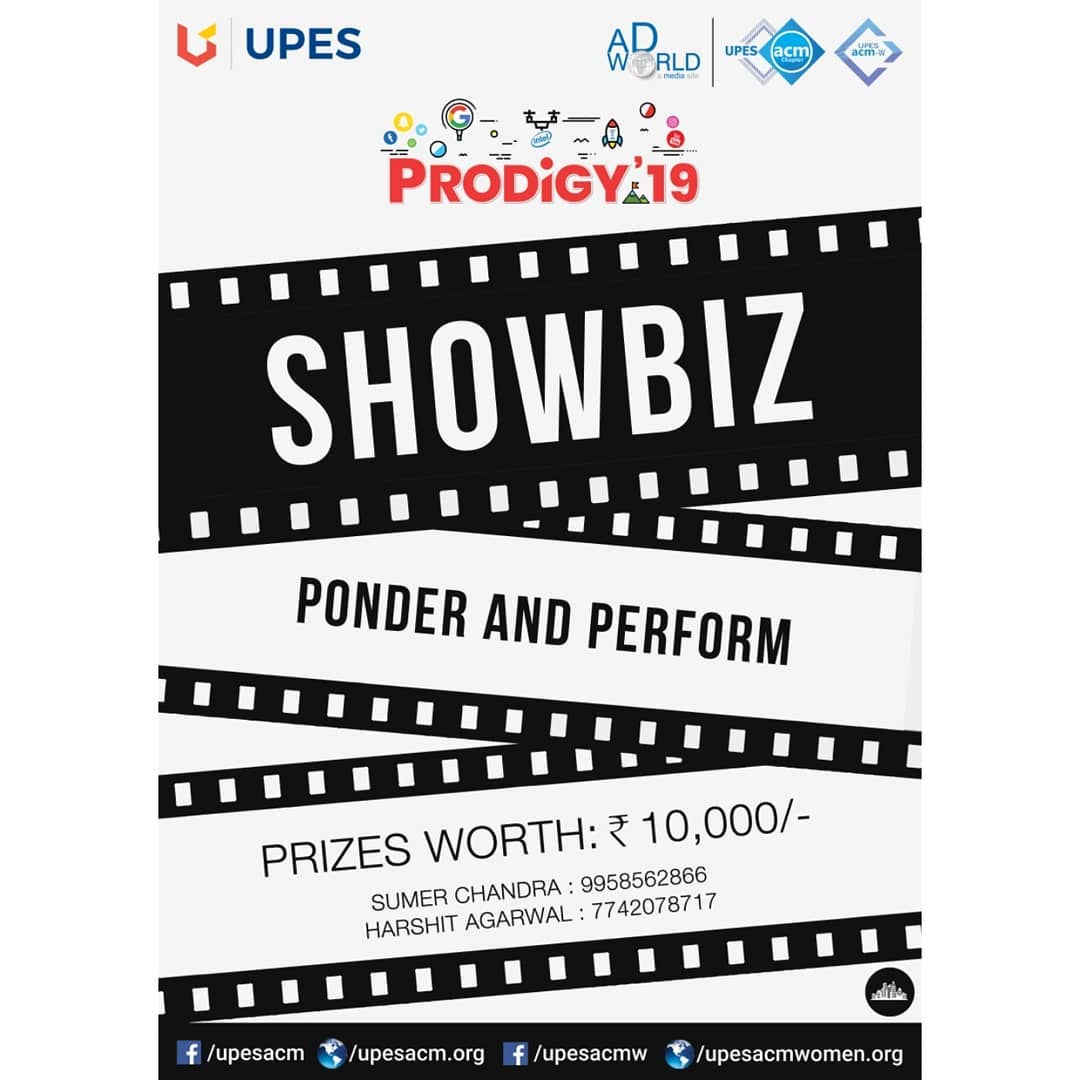 UPES
AD
WORLD
a media site
UPES acm
Chapter
UPES
acm-w
G
intel
PRODiGY'19
SHOWBIZ
PONDER AND PERFORM
PRIZES WORTH: ₹ 10,000/-
SUMER CHANDRA : 9958562866
HARSHIT AGARWAL : 7742078717
/upesacm /upesacm.org /upesacmw /upesacmwomen.org